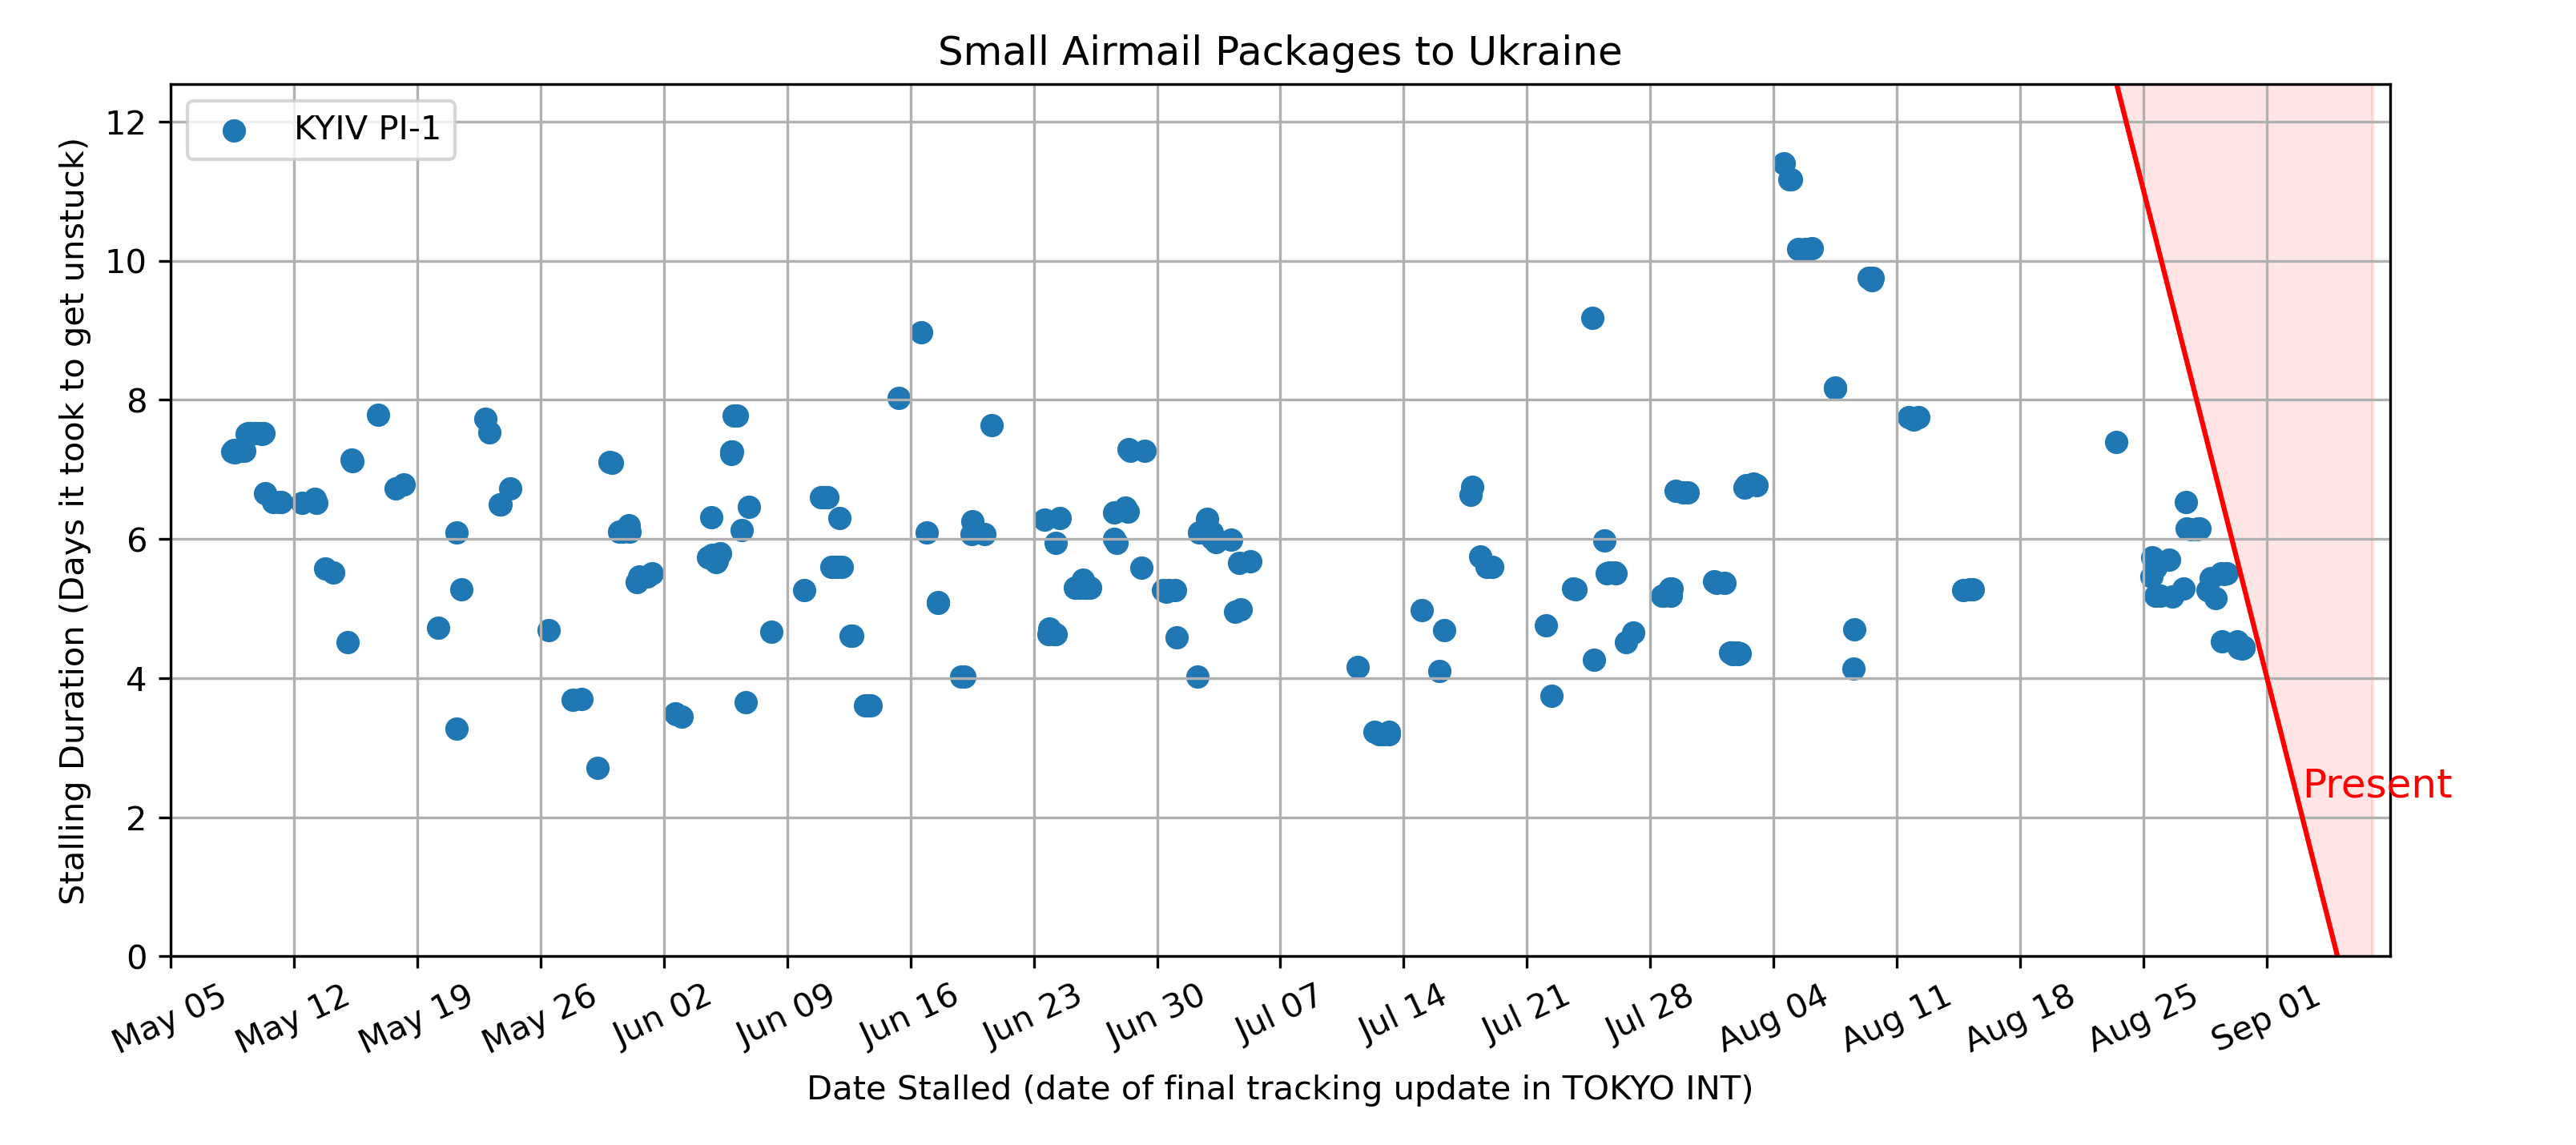 Small Airmail Packages to Ukraine
KYIV PI-1
Stalling Duration (Days it took to get unstuck)
12
10
8
6
4
2
0
Present
May 05
May 12
May 19
May 26
Jun 02
Jun 09
Jun 16
Jun 23
Jun 30
Jul 07
Jul 14
Jul 21
Jul 28
Aug 04
Aug 11
Aug 18
Aug 25
Sep 01
Date Stalled (date of final tracking update in TOKYO INT)